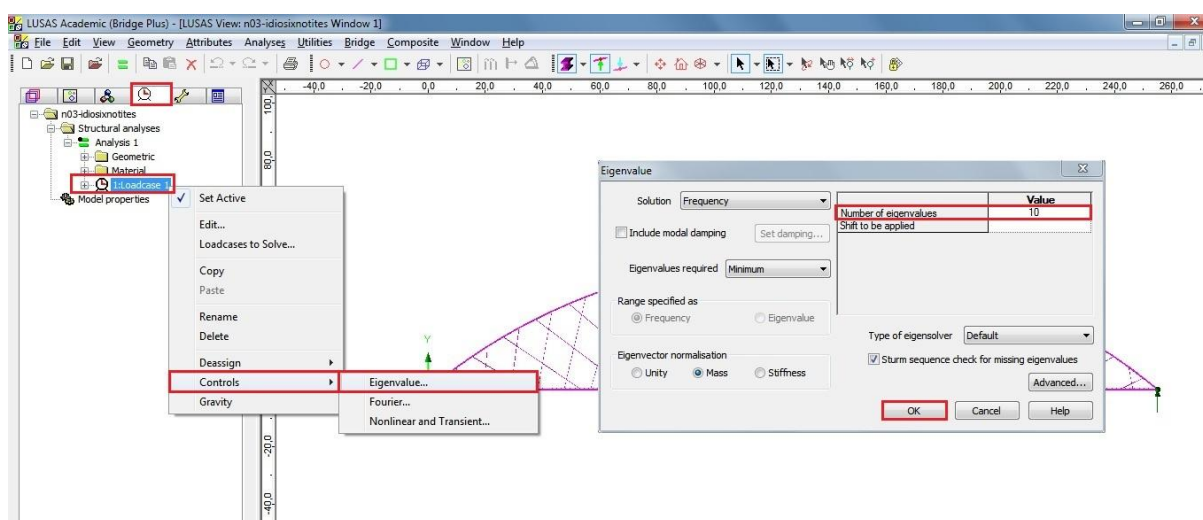 LUSAS Academic (Bridge Plus) - [LUSAS View: n03-idiosixnotites Window 1]
File Edit View Geometry Attributes Analyses Utilities Bridge Composite Window Help
-40,0 -20,0 0,0 20,0 40,0 60,0 80,0 100,0 120,0 140,0 160,0 180,0 200,0 220,0 240,0 260,0
100,
80,0
-20,0
-40,0
n03-idiosixnotites
Structural analyses
Analysis 1
Geometric
Material
1:Loadcase 1
Model properties
Set Active
Edit...
Loadcases to Solve...
Copy
Paste
Rename
Delete
Deassign
Controls
Gravity
Eigenvalue...
Fourier...
Nonlinear and Transient...
Y
Eigenvalue
Solution Frequency
Include modal damping Set damping...
Eigenvalues required Minimum
Range specified as
Frequency Eigenvalue
Eigenvector normalisation
Unity Mass Stiffness
Value
Number of eigenvalues 10
Shift to be applied
Type of eigensolver Default
Sturm sequence check for missing eigenvalues
Advanced...
OK Cancel Help